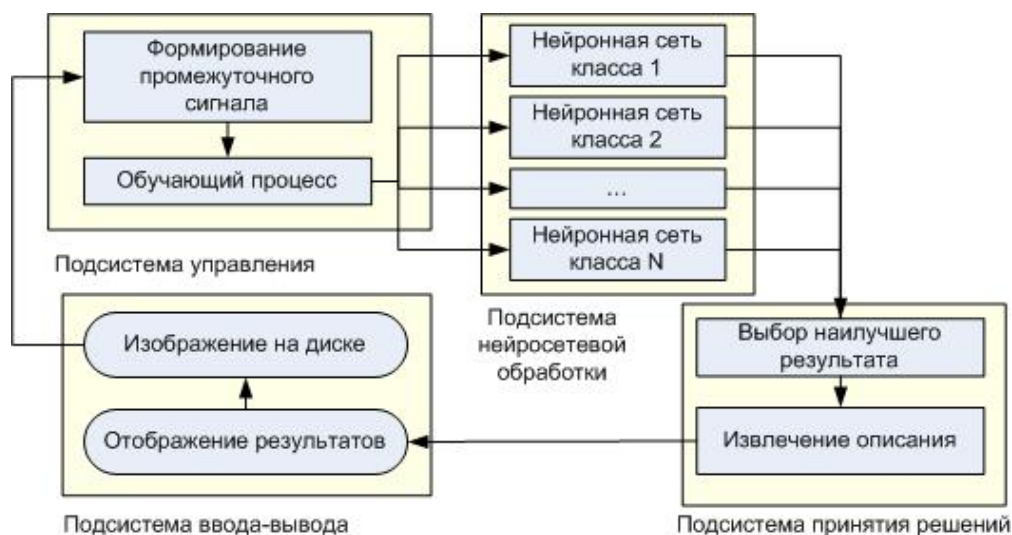 Формирование
промежуточного
сигнала
Обучающий процесс
Подсистема управления
Нейронная сеть
класса 1
Нейронная сеть
класса 2
...
Нейронная сеть
класса N
Подсистема
нейросетевой
обработки
Изображение на диске
Отображение результатов
Подсистема ввода-вывода
Выбор наилучшего
результата
Извлечение описания
Подсистема принятия решений